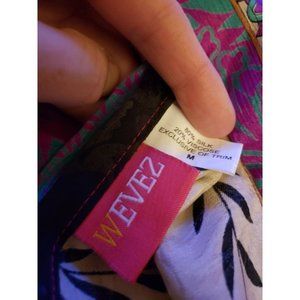 80% SILK
20% VISCOSE
EXCLUSIVE OF TRIM
M
WEVEZ